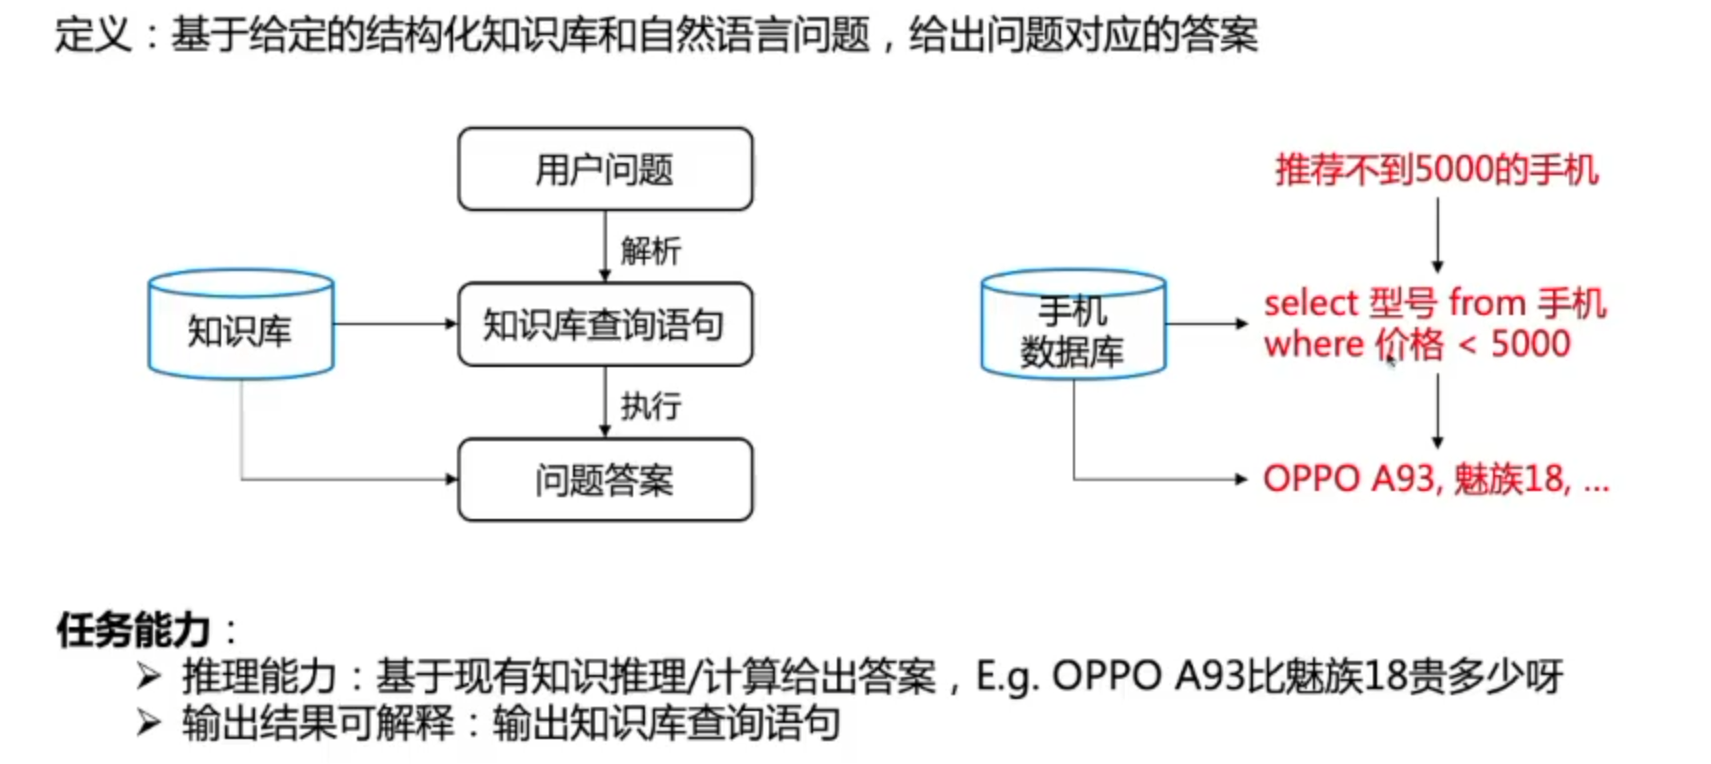 定义：基于给定的结构化知识库和自然语言问题，给出问题对应的答案
用户问题
解析
知识库
知识库查询语句
执行
问题答案
推荐不到5000的手机
手机
数据库
select 型号 from 手机
where 价格 < 5000
OPPO A93, 魅族18, ...
任务能力：
➢ 推理能力：基于现有知识推理/计算给出答案，E.g. OPPO A93比魅族18贵多少呀
➢ 输出结果可解释：输出知识库查询语句